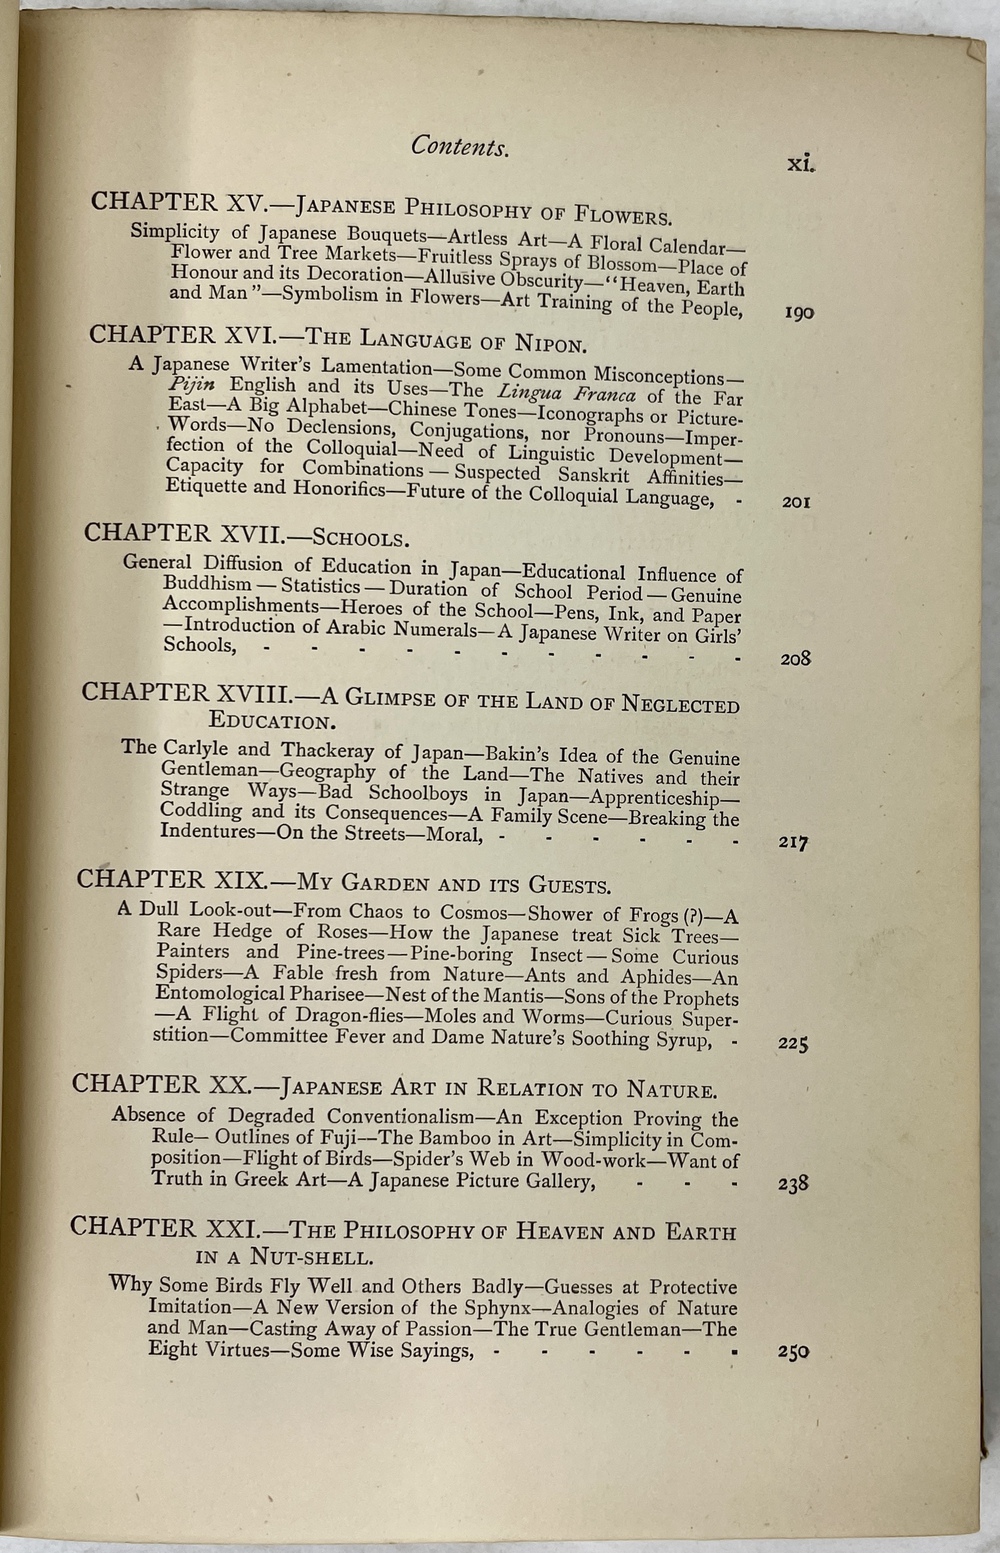 Contents.
xi.
CHAPTER XV.—JAPANESE PHILOSOPHY OF FLOWERS.
Simplicity of Japanese Bouquets—Artless Art—A Floral Calendar—
Flower and Tree Markets—Fruitless Sprays of Blossom—Place of
Honour and its Decoration—Allusive Obscurity—“Heaven, Earth
and Man”—Symbolism in Flowers—Art Training of the People, 190
CHAPTER XVI.—THE LANGUAGE OF NIPON.
A Japanese Writer's Lamentation—Some Common Misconceptions—
Pijin English and its Uses—The Lingua Franca of the Far
East—A Big Alphabet—Chinese Tones—Iconographs or Picture-
Words—No Declensions, Conjugations, nor Pronouns—Imper-
fection of the Colloquial—Need of Linguistic Development—
Capacity for Combinations — Suspected Sanskrit Affinities—
Etiquette and Honorifics—Future of the Colloquial Language, - 201
CHAPTER XVII.—SCHOOLS.
General Diffusion of Education in Japan—Educational Influence of
Buddhism — Statistics — Duration of School Period — Genuine
Accomplishments—Heroes of the School—Pens, Ink, and Paper
—Introduction of Arabic Numerals—A Japanese Writer on Girls'
Schools, - - - - - - - - - - - 208
CHAPTER XVIII.—A GLIMPSE OF THE LAND OF NEGLECTED
EDUCATION.
The Carlyle and Thackeray of Japan—Bakin's Idea of the Genuine
Gentleman—Geography of the Land—The Natives and their
Strange Ways—Bad Schoolboys in Japan—Apprenticeship—
Coddling and its Consequences—A Family Scene—Breaking the
Indentures—On the Streets—Moral, - - - - - - 217
CHAPTER XIX.—MY GARDEN AND ITS GUESTS.
A Dull Look-out—From Chaos to Cosmos—Shower of Frogs (?)—A
Rare Hedge of Roses—How the Japanese treat Sick Trees—
Painters and Pine-trees — Pine-boring Insect — Some Curious
Spiders—A Fable fresh from Nature—Ants and Aphides—An
Entomological Pharisee—Nest of the Mantis—Sons of the Prophets
—A Flight of Dragon-flies—Moles and Worms—Curious Super-
stition—Committee Fever and Dame Nature's Soothing Syrup, - 225
CHAPTER XX.—JAPANESE ART IN RELATION TO NATURE.
Absence of Degraded Conventionalism—An Exception Proving the
Rule— Outlines of Fuji—The Bamboo in Art—Simplicity in Com-
position—Flight of Birds—Spider's Web in Wood-work—Want of
Truth in Greek Art—A Japanese Picture Gallery, - - - 238
CHAPTER XXI.—THE PHILOSOPHY OF HEAVEN AND EARTH
IN A NUT-SHELL.
Why Some Birds Fly Well and Others Badly—Guesses at Protective
Imitation—A New Version of the Sphynx—Analogies of Nature
and Man—Casting Away of Passion—The True Gentleman—The
Eight Virtues—Some Wise Sayings, - - - - - - 250